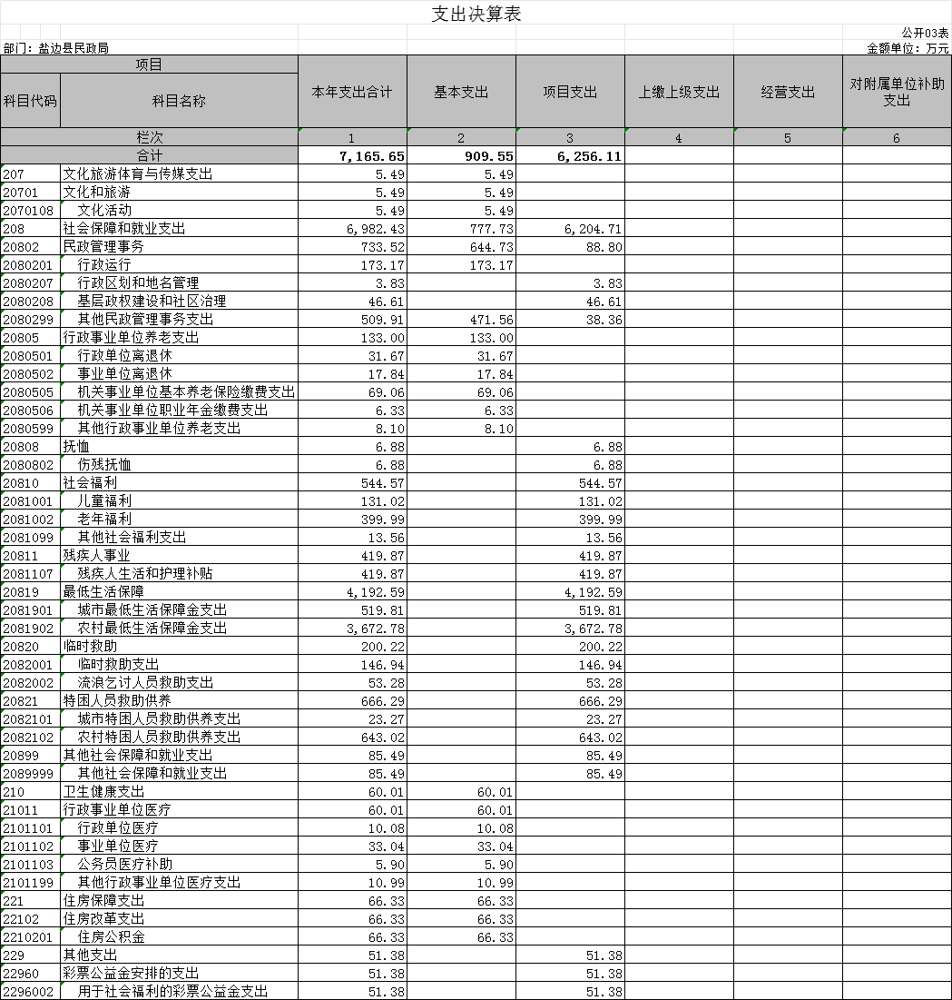 支出决算表
公开03表
部门：盐边县民政局 金额单位：万元
项目 本年支出合计 基本支出 项目支出 上缴上级支出 经营支出 对附属单位补助支出
科目代码 科目名称
栏次 1 2 3 4 5 6
合计 7,165.65 909.55 6,256.11
207 文化旅游体育与传媒支出 5.49 5.49
20701 文化和旅游 5.49 5.49
2070108 文化活动 5.49 5.49
208 社会保障和就业支出 6,982.43 777.73 6,204.71
20802 民政管理事务 733.52 644.73 88.80
2080201 行政运行 173.17 173.17
2080207 行政区划和地名管理 3.83 3.83
2080208 基层政权建设和社区治理 46.61 46.61
2080299 其他民政管理事务支出 509.91 471.56 38.36
20805 行政事业单位养老支出 133.00 133.00
2080501 行政单位离退休 31.67 31.67
2080502 事业单位离退休 17.84 17.84
2080505 机关事业单位基本养老保险缴费支出 69.06 69.06
2080506 机关事业单位职业年金缴费支出 6.33 6.33
2080599 其他行政事业单位养老支出 8.10 8.10
20808 抚恤 6.88 6.88
2080802 伤残抚恤 6.88 6.88
20810 社会福利 544.57 544.57
2081001 儿童福利 131.02 131.02
2081002 老年福利 399.99 399.99
2081099 其他社会福利支出 13.56 13.56
20811 残疾人事业 419.87 419.87
2081107 残疾人生活和护理补贴 419.87 419.87
20819 最低生活保障 4,192.59 4,192.59
2081901 城市最低生活保障金支出 519.81 519.81
2081902 农村最低生活保障金支出 3,672.78 3,672.78
20820 临时救助 200.22 200.22
2082001 临时救助支出 146.94 146.94
2082002 流浪乞讨人员救助支出 53.28 53.28
20821 特困人员救助供养 666.29 666.29
2082101 城市特困人员救助供养支出 23.27 23.27
2082102 农村特困人员救助供养支出 643.02 643.02
20899 其他社会保障和就业支出 85.49 85.49
2089999 其他社会保障和就业支出 85.49 85.49
210 卫生健康支出 60.01 60.01
21011 行政事业单位医疗 60.01 60.01
2101101 行政单位医疗 10.08 10.08
2101102 事业单位医疗 33.04 33.04
2101103 公务员医疗补助 5.90 5.90
2101199 其他行政事业单位医疗支出 10.99 10.99
221 住房保障支出 66.33 66.33
22102 住房改革支出 66.33 66.33
2210201 住房公积金 66.33 66.33
229 其他支出 51.38 51.38
22960 彩票公益金安排的支出 51.38 51.38
2296002 用于社会福利的彩票公益金支出 51.38 51.38